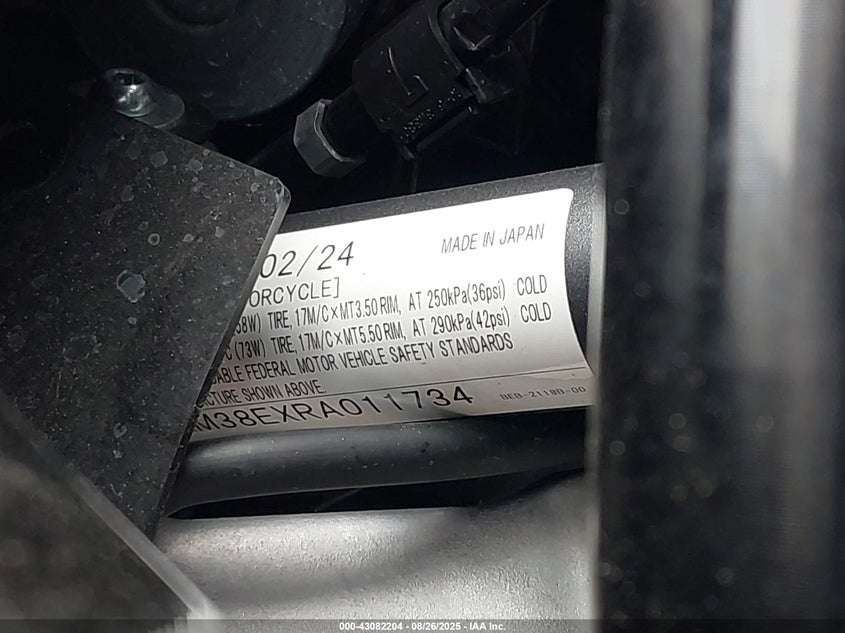 02/24
MADE IN JAPAN
ORCYCLE]
58W) TIRE, 17M/C×MT3.50 RIM, AT 250kPa(36psi) COLD
C (73W) TIRE, 17M/C×MT5.50 RIM, AT 290kPa(42psi) COLD
ABLE FEDERAL MOTOR VEHICLE SAFETY STANDARDS
ACTURE SHOWN ABOVE.
M38EXRA011734
BEB-2118B-00
000-43082204 - 08/26/2025 - IAA Inc.